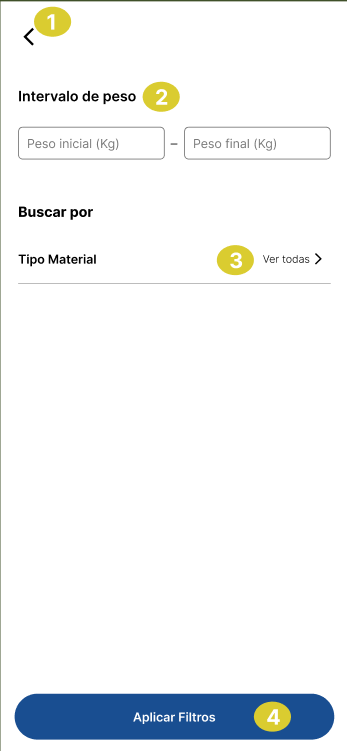 1
Intervalo de peso 2
Peso inicial (Kg) – Peso final (Kg)
Buscar por
Tipo Material 3 Ver todas
Aplicar Filtros 4